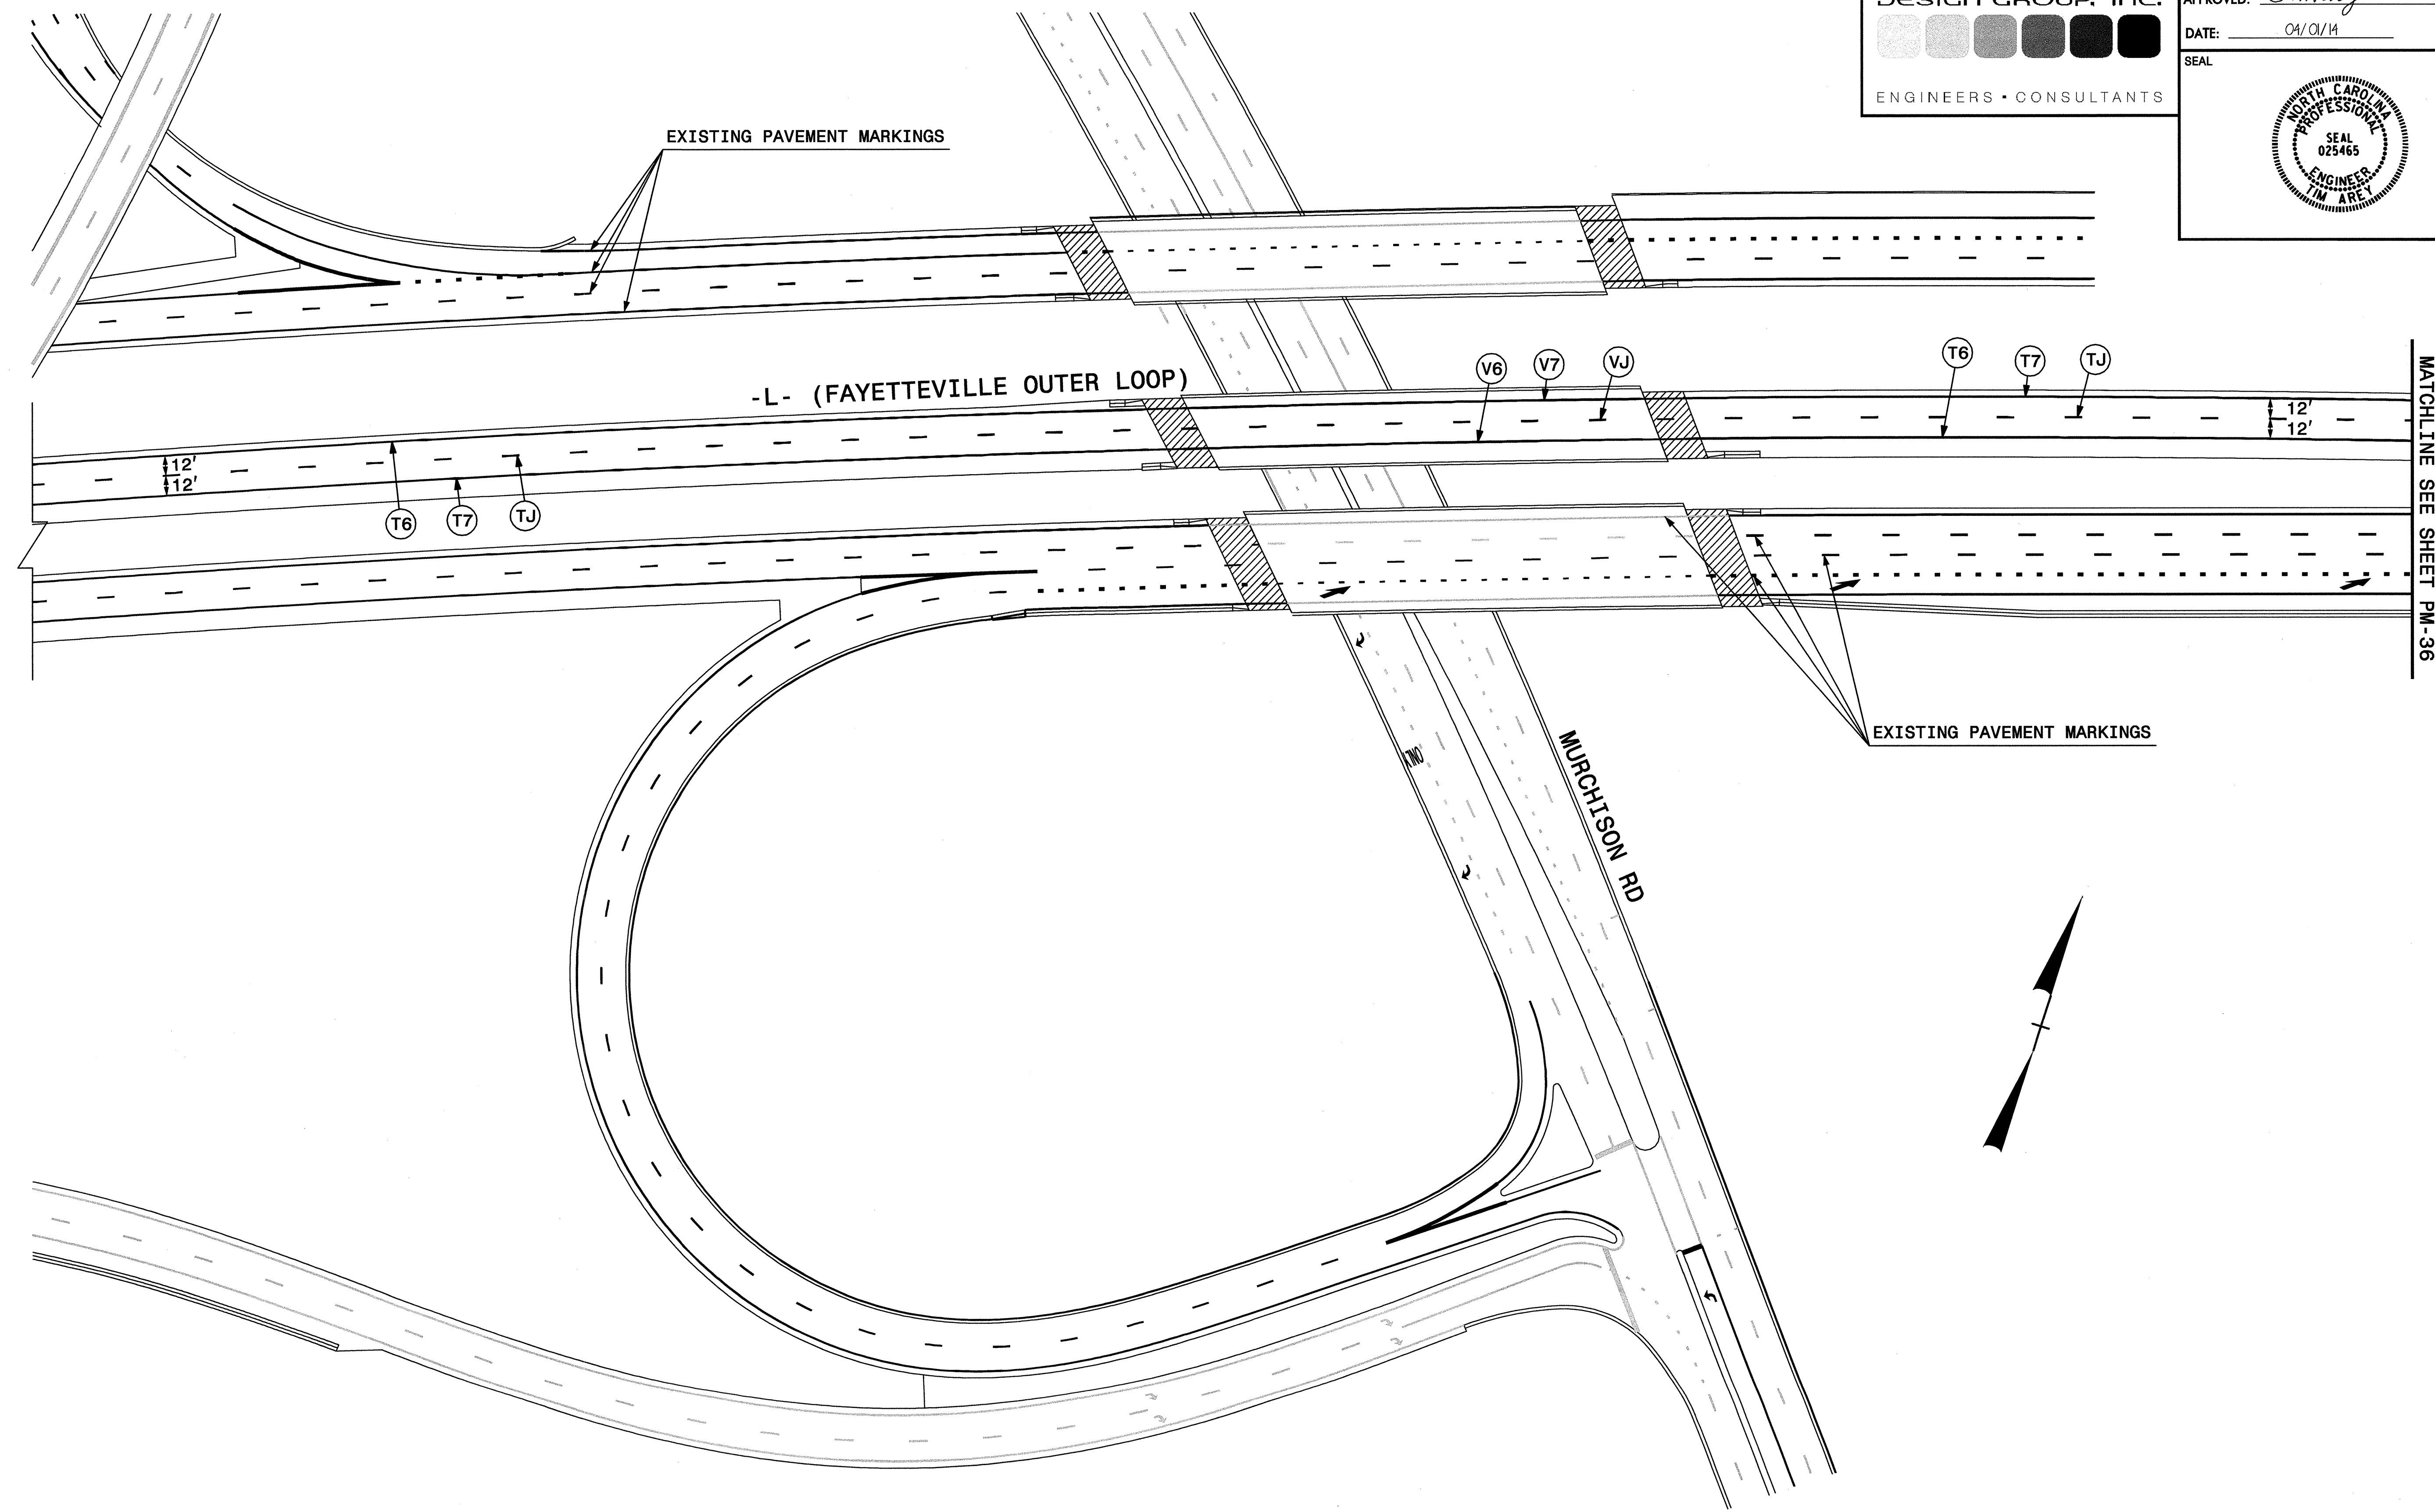 DESIGN GROUP, INC.
ENGINEERS • CONSULTANTS
APPROVED:
DATE: 04/01/14
SEAL
NORTH CAROLINA
PROFESSIONAL
SEAL
025465
ENGINEER
TIM AREY
EXISTING PAVEMENT MARKINGS
-L- (FAYETTEVILLE OUTER LOOP)
V6
V7
VJ
T6
T7
TJ
12'
12'
12'
12'
T6
T7
TJ
MATCHLINE SEE SHEET PM-36
EXISTING PAVEMENT MARKINGS
ONLY
MURCHISON RD